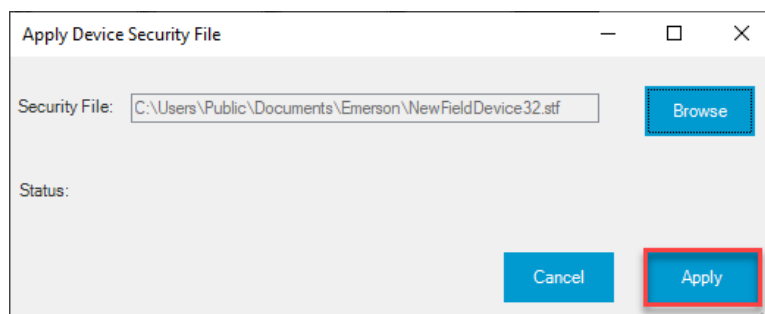 Apply Device Security File
Security File: C:\Users\Public\Documents\Emerson\NewFieldDevice32.stf Browse
Status:
Cancel Apply